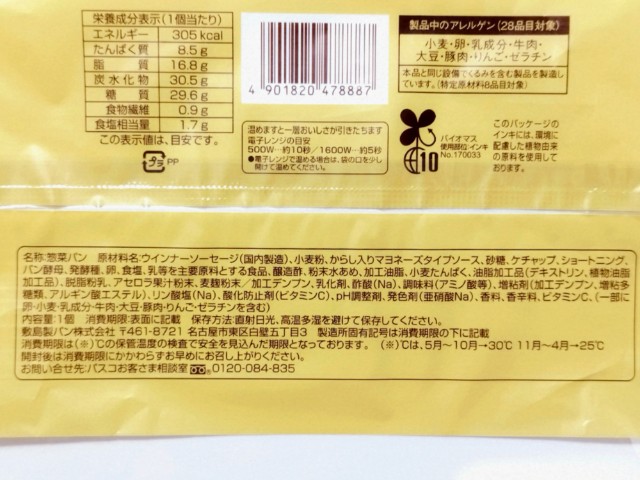 栄養成分表示(1個当たり)
エネルギー 305kcal
たんぱく質 8.5g
脂質 16.8g
炭水化物 30.5g
糖質 29.6g
食物繊維 0.9g
食塩相当量 1.7g
この表示値は、目安です。
プラ PP
4 901820 478887
温めますと一層おいしさが引きたちます
電子レンジの目安
500W…約10秒/1600W…約5秒
●電子レンジで温める場合は、袋の口を少し
開けて温めてください。
製品中のアレルゲン(28品目対象)
小麦・卵・乳成分・牛肉・
大豆・豚肉・りんご・ゼラチン
本品と同じ設備でくるみを含む製品を製造し
ています。(特定原材料8品目対象)
10
バイオマス
使用部位:インキ
No.170033
このパッケージの
インキには、環境に
配慮した植物由来
の原料を使用して
おります。
名称:惣菜パン 原材料名:ウインナーソーセージ(国内製造)、小麦粉、からし入りマヨネーズタイプソース、砂糖、ケチャップ、ショートニング、
パン酵母、発酵種、卵、食塩、乳等を主要原料とする食品、醸造酢、粉末水あめ、加工油脂、小麦たんぱく、油脂加工品(デキストリン、植物油脂
加工品)、脱脂粉乳、アセロラ果汁粉末、麦麹粉末/加工デンプン、乳化剤、酢酸(Na)、調味料(アミノ酸等)、増粘剤(加工デンプン、増粘多
糖類、アルギン酸エステル)、リン酸塩(Na)、酸化防止剤(ビタミンC)、pH調整剤、発色剤(亜硝酸Na)、香料、香辛料、ビタミンC、(一部に
卵・小麦・乳成分・牛肉・大豆・豚肉・りんご・ゼラチンを含む)
内容量:1個 消費期限:表面に記載 保存方法:直射日光、高温多湿を避けて保存してください。
敷島製パン株式会社 〒461-8721 名古屋市東区白壁五丁目3 製造所固有記号は消費期限の下に記載
消費期限は(※)℃の保管温度の検査で安全を見込んだ期限となっております。 (※)℃は、5月～10月→30℃ 11月～4月→25℃
開封後は消費期限にかかわらずお早めにお召し上がりください。
お問い合せ先:パスコお客さま相談室 0120-084-835